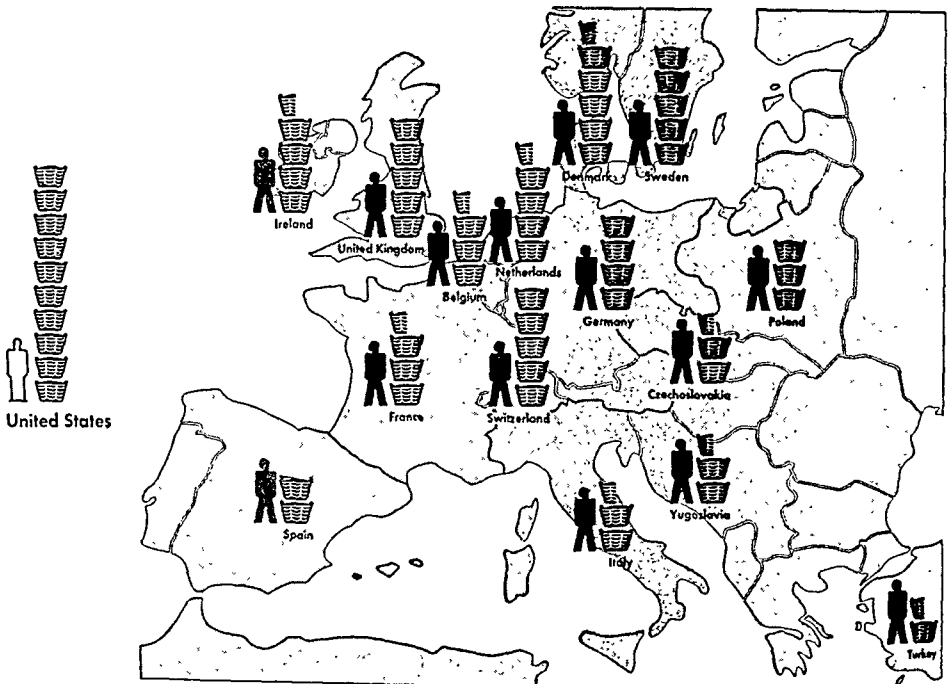 Denmark
Sweden
Ireland
United Kingdom
Netherlands
Belgium
Germany
Poland
Czechoslovakia
United States
France
Switzerland
Spain
Yugoslavia
Italy
Turkey